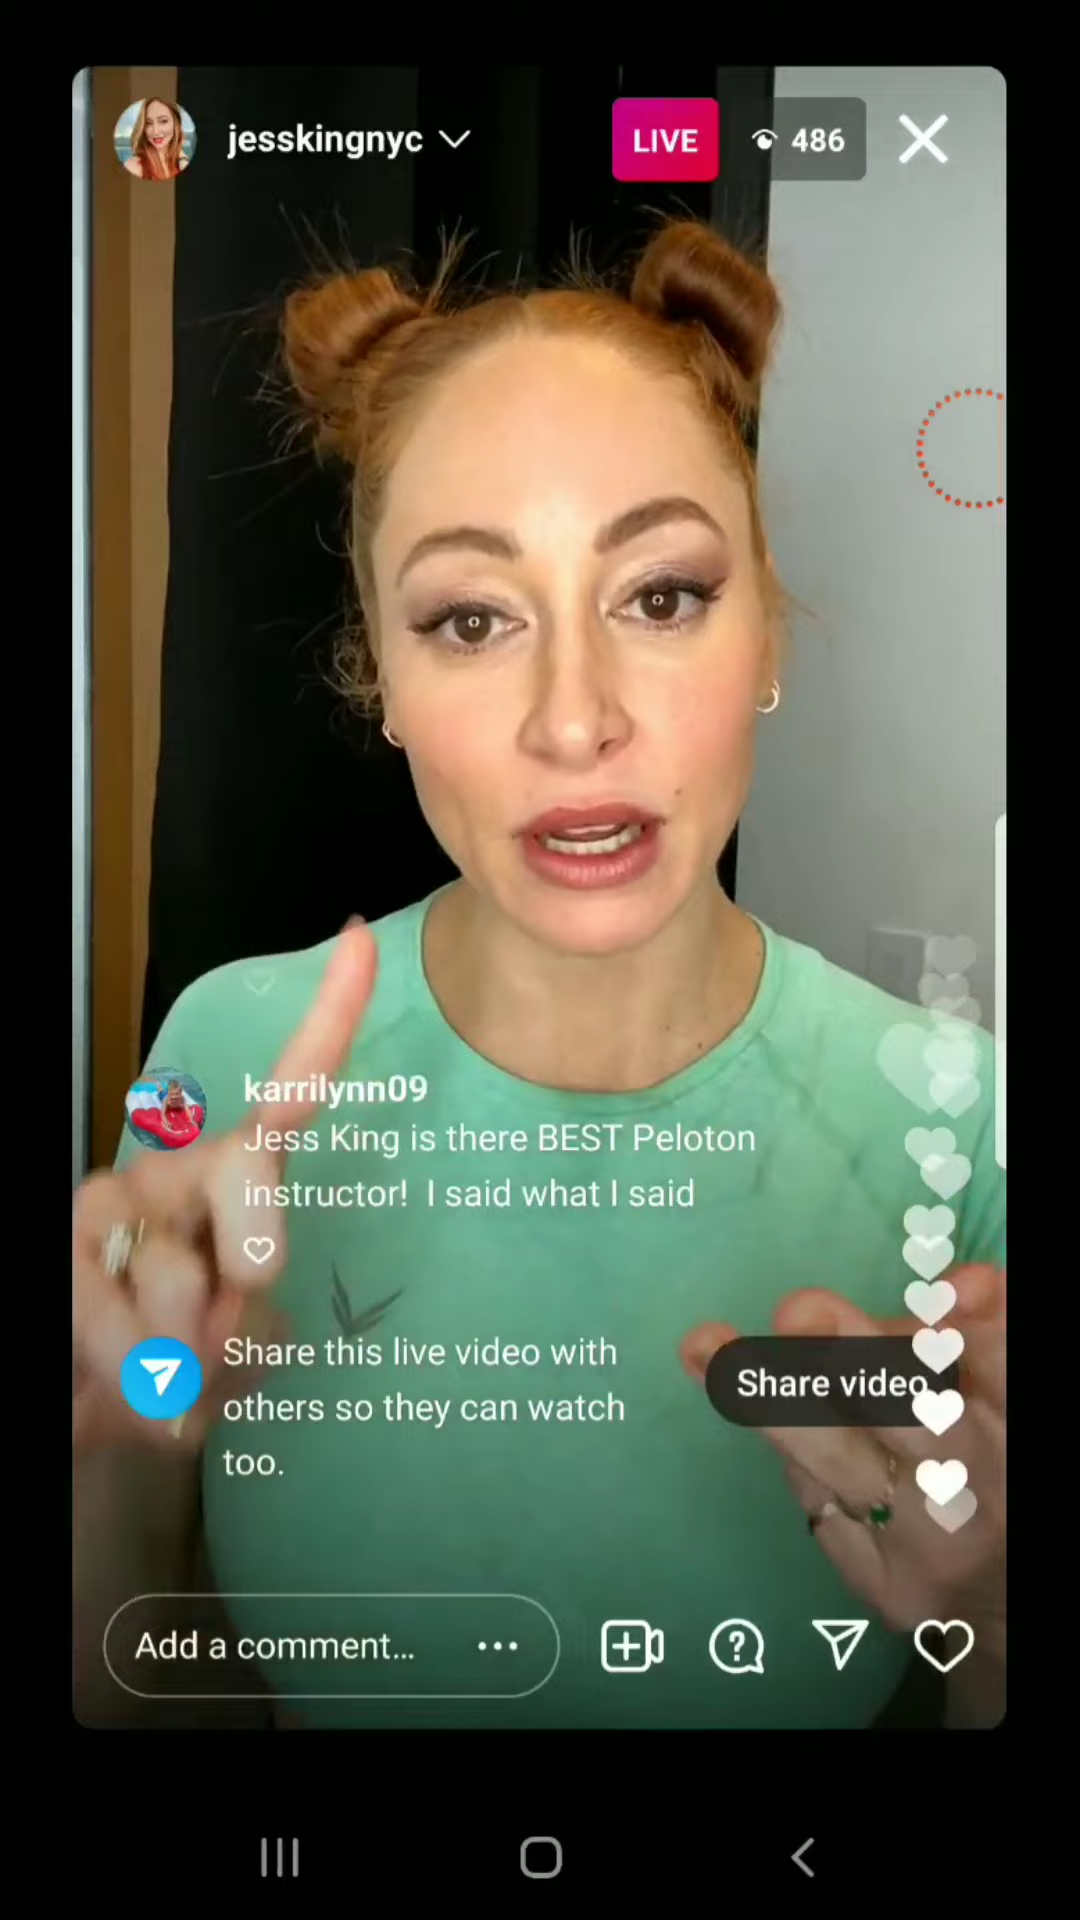 jesskingnyc
LIVE
486
karrilynn09
Jess King is there BEST Peloton
instructor! I said what I said
Share this live video with
others so they can watch
too.
Share video
Add a comment...